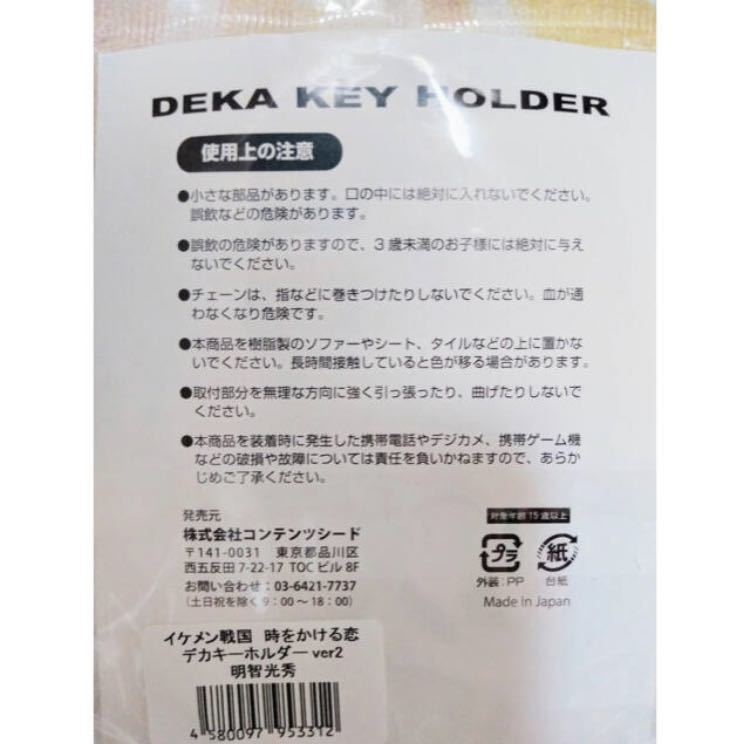 DEKA KEY HOLDER
使用上の注意
●小さな部品があります。口の中には絶対に入れないでください。
誤飲などの危険があります。
●誤飲の危険がありますので、3歳未満のお子様には絶対に与え
ないでください。
●チェーンは、指などに巻きつけたりしないでください。血が通
わなくなり危険です。
●本商品を樹脂製のソファーやシート、タイルなどの上に置かな
いでください。長時間接触していると色が移る場合があります。
●取付部分を無理な方向に強く引っ張ったり、曲げたりしないで
ください。
●本商品を装着時に発生した携帯電話やデジカメ、携帯ゲーム機
などの破損や故障については責任を負いかねますので、あらか
じめご了承ください。
発売元
株式会社コンテンツシード
〒141-0031 東京都品川区
西五反田 7-22-17 TOC ビル 8F
お問い合わせ:03-6421-7737
(土日祝を除く 9:00～18:00)
対象年齢 15 歳以上
プラ
紙
外装:PP
台紙
Made In Japan
イケメン戦国 時をかける恋
デカキーホルダー ver2
明智光秀
4 580097 953312